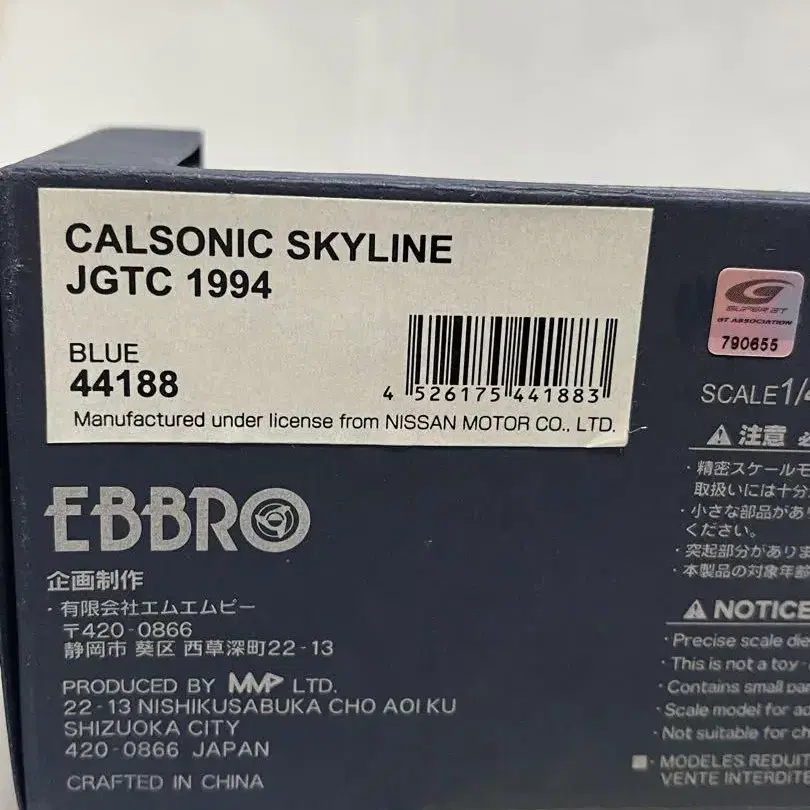 CALSONIC SKYLINE
JGTC 1994
BLUE
44188
4 526175 441883
Manufactured under license from NISSAN MOTOR CO., LTD.
SUPER GT
GT ASSOCIATION
790655
SCALE1/4
EBBRO
企画制作
・有限会社エムエムピー
〒420-0866
静岡市 葵区 西草深町22-13
PRODUCED BY MMP LTD.
22-13 NISHIKUSABUKA CHO AOI KU
SHIZUOKA CITY
420-0866 JAPAN
CRAFTED IN CHINA
注意
・精密スケールモ
取扱いには十分
・小さな部品があ
ください。
・突起部分がありま
・本製品の対象年齢
NOTICE
・Precise scale die
・This is not a toy
・Contains small par
・Scale model for ad
・Not suitable for ch
MODELES REDUIT
VENTE INTERDITE